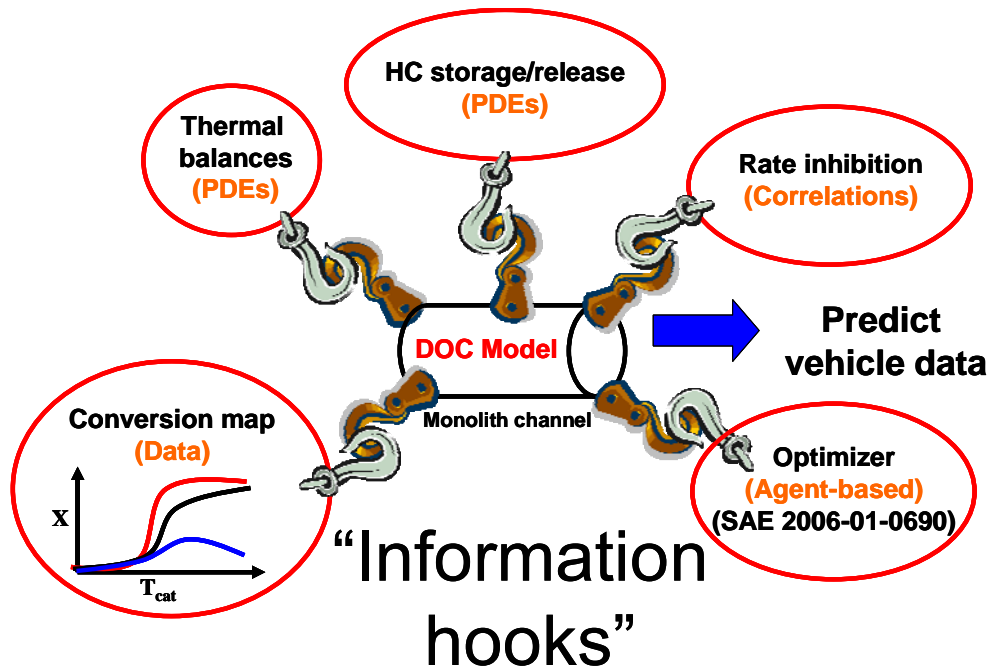 HC storage/release
(PDEs)
Thermal
balances
(PDEs)
Rate inhibition
(Correlations)
DOC Model
Monolith channel
Predict
vehicle data
Conversion map
(Data)
X
Tcat
Optimizer
(Agent-based)
(SAE 2006-01-0690)
“Information
hooks”